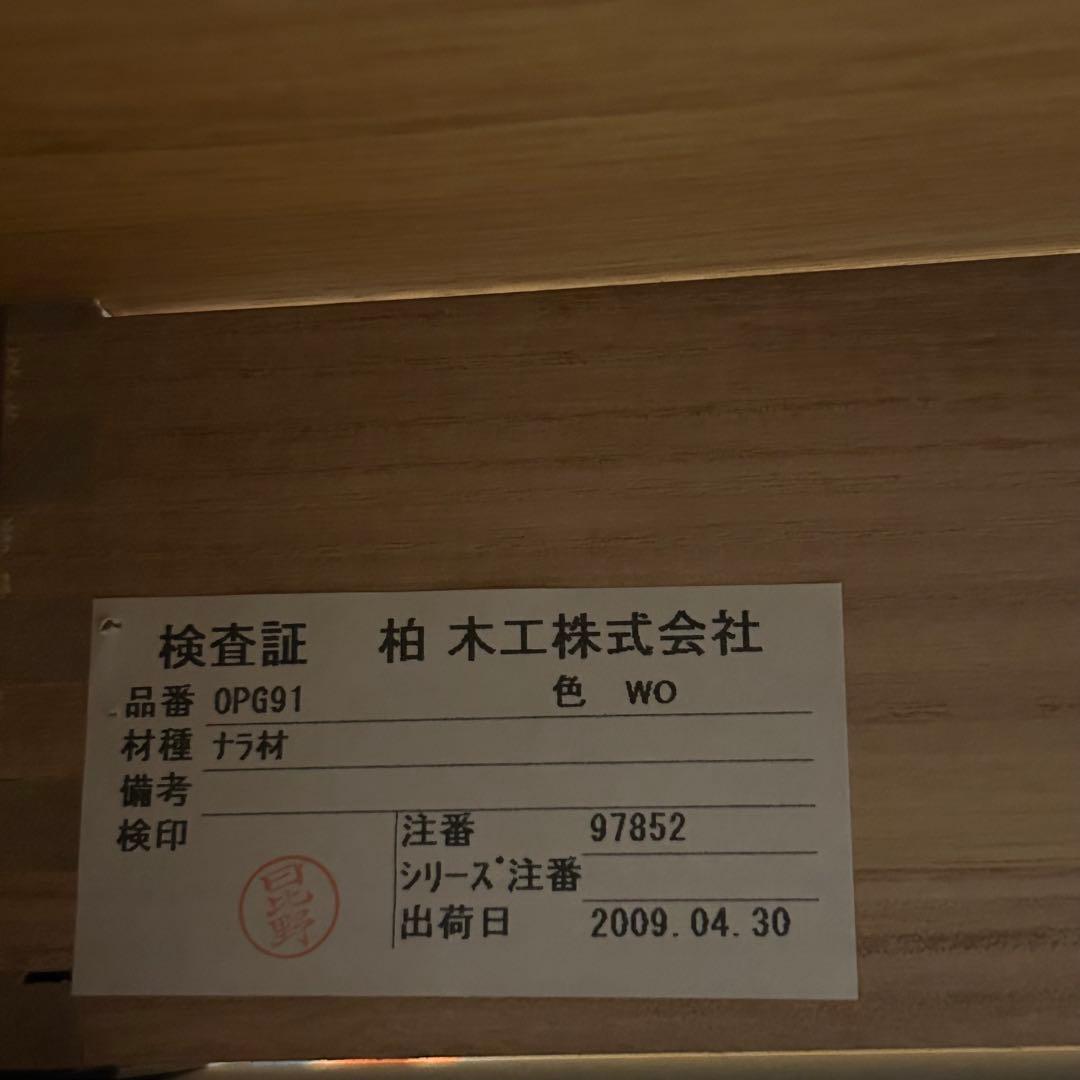 検査証 柏木工株式会社
品番 OPG91 色 WO
材種 ナラ材
備考
検印 注番 97852
シリーズ注番
出荷日 2009.04.30
昆野